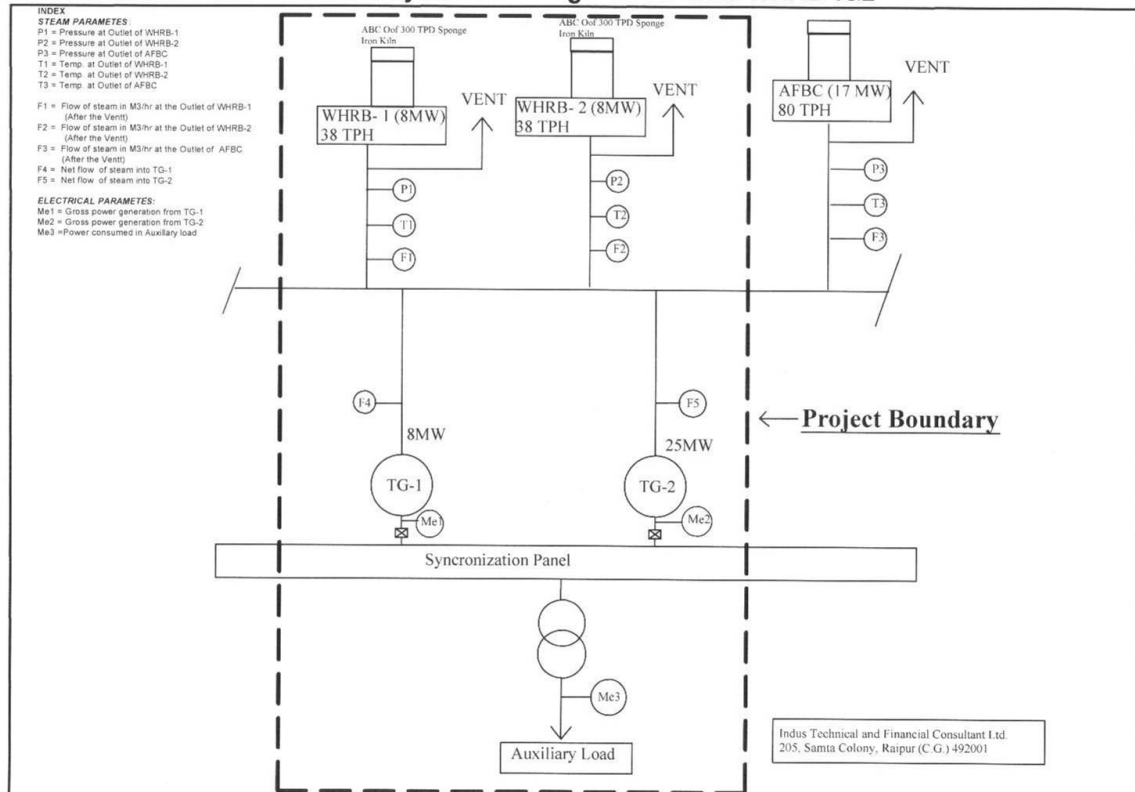 INDEX
STEAM PARAMETES:
P1 = Pressure at Outlet of WHRB-1
P2 = Pressure at Outlet of WHRB-2
P3 = Pressure at Outlet of AFBC
T1 = Temp. at Outlet of WHRB-1
T2 = Temp. at Outlet of WHRB-2
T3 = Temp. at Outlet of AFBC
F1 = Flow of steam in M3/hr at the Outlet of WHRB-1
(After the Ventt)
F2 = Flow of steam in M3/hr at the Outlet of WHRB-2
(After the Ventt)
F3 = Flow of steam in M3/hr at the Outlet of AFBC
(After the Ventt)
F4 = Net flow of steam into TG-1
F5 = Net flow of steam into TG-2
ELECTRICAL PARAMETES:
Me1 = Gross power generation from TG-1
Me2 = Gross power generation from TG-2
Me3 =Power consumed in Auxillary load
ABC Oof 300 TPD Sponge
Iron Kiln
ABC Oof 300 TPD Sponge
Iron Kiln
VENT
VENT
VENT
WHRB- 1 (8MW)
38 TPH
WHRB- 2 (8MW)
38 TPH
AFBC (17 MW)
80 TPH
P1
T1
F1
P2
T2
F2
P3
T3
F3
F4
F5
8MW
25MW
TG-1
TG-2
Me1
Me2
Project Boundary
Syncronization Panel
Me3
Auxiliary Load
Indus Technical and Financial Consultant Ltd
205, Samta Colony, Raipur (C.G.) 492001